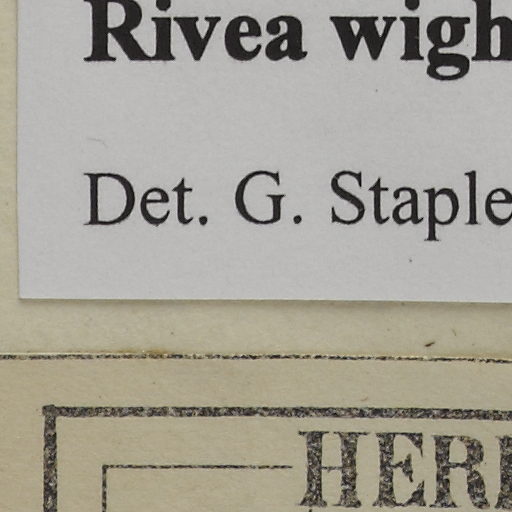 Rivea wigh
Det. G. Staple
HER